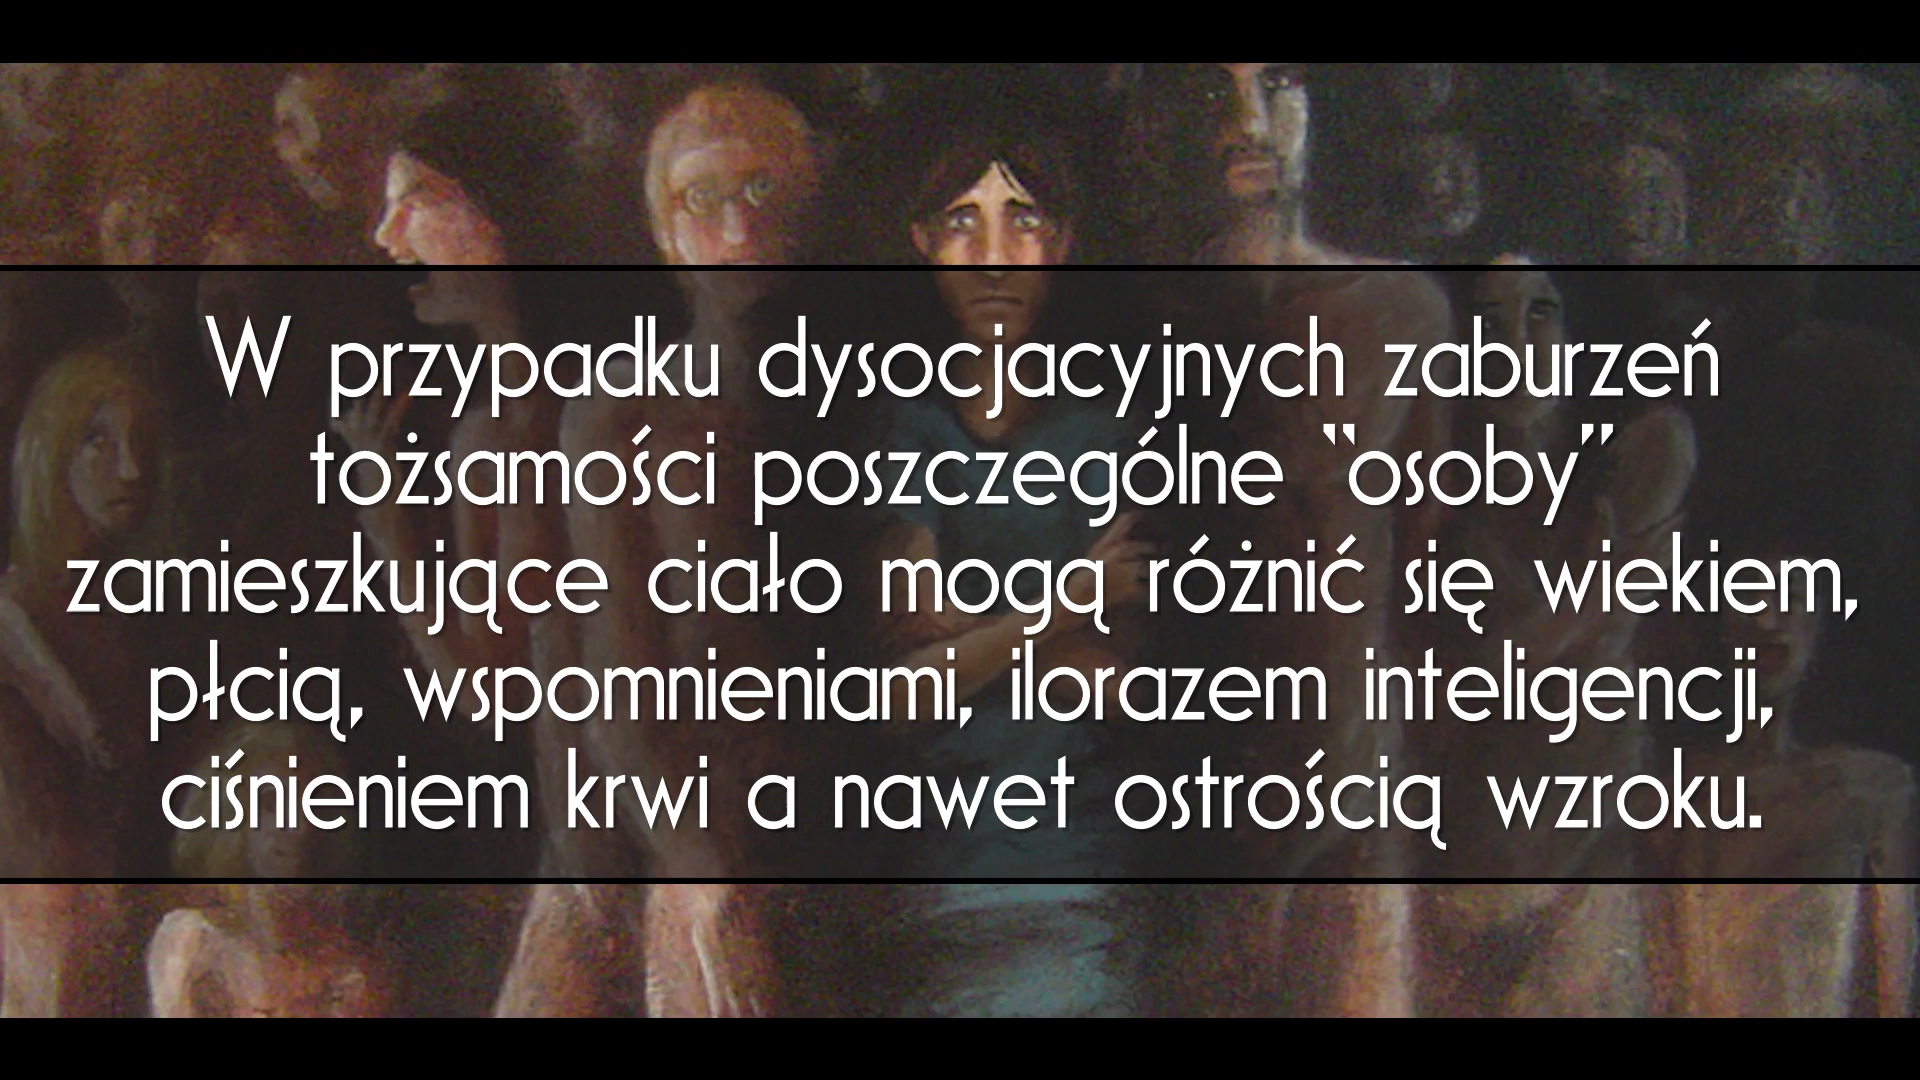 W przypadku dysocjacyjnych zaburzeń
tożsamości poszczególne "osoby"
zamieszkujące ciało mogą różnić się wiekiem,
płcią, wspomnieniami, ilorazem inteligencji,
ciśnieniem krwi a nawet ostrością wzroku.